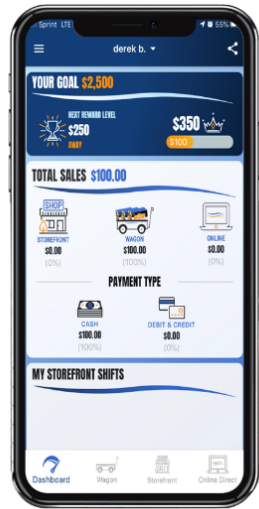 Sprint LTE 55%
derek b.
YOUR GOAL $2,500
NEXT REWARD LEVEL
$250
AWAY
$350
$100
TOTAL SALES $100.00
SHOP
STOREFRONT WAGON ONLINE
$0.00 $100.00 $0.00
(0%) (100%) (0%)
PAYMENT TYPE
CASH DEBIT & CREDIT
$100.00 $0.00
(100%) (0%)
MY STOREFRONT SHIFTS
Dashboard Wagon Storefront Online Direct